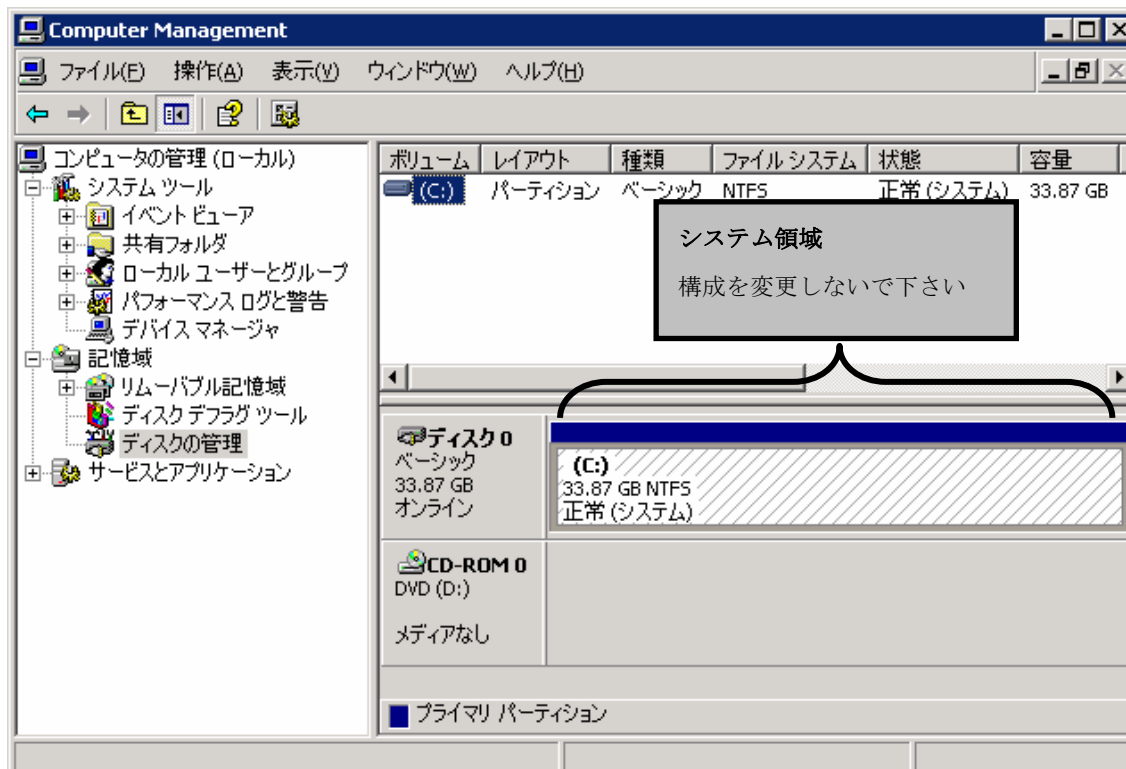 Computer Management
ファイル(F) 操作(A) 表示(V) ウィンドウ(W) ヘルプ(H)
コンピュータの管理 (ローカル)
システム ツール
イベント ビューア
共有フォルダ
ローカル ユーザーとグループ
パフォーマンス ログと警告
デバイス マネージャ
記憶域
リムーバブル記憶域
ディスク デフラグ ツール
ディスクの管理
サービスとアプリケーション
ボリューム レイアウト 種類 ファイル システム 状態 容量
(C:) パーティション ベーシック NTFS 正常 (システム) 33.87 GB
システム領域
構成を変更しないで下さい
ディスク 0
ベーシック
33.87 GB
オンライン
(C:)
33.87 GB NTFS
正常 (システム)
CD-ROM 0
DVD (D:)
メディアなし
プライマリ パーティション